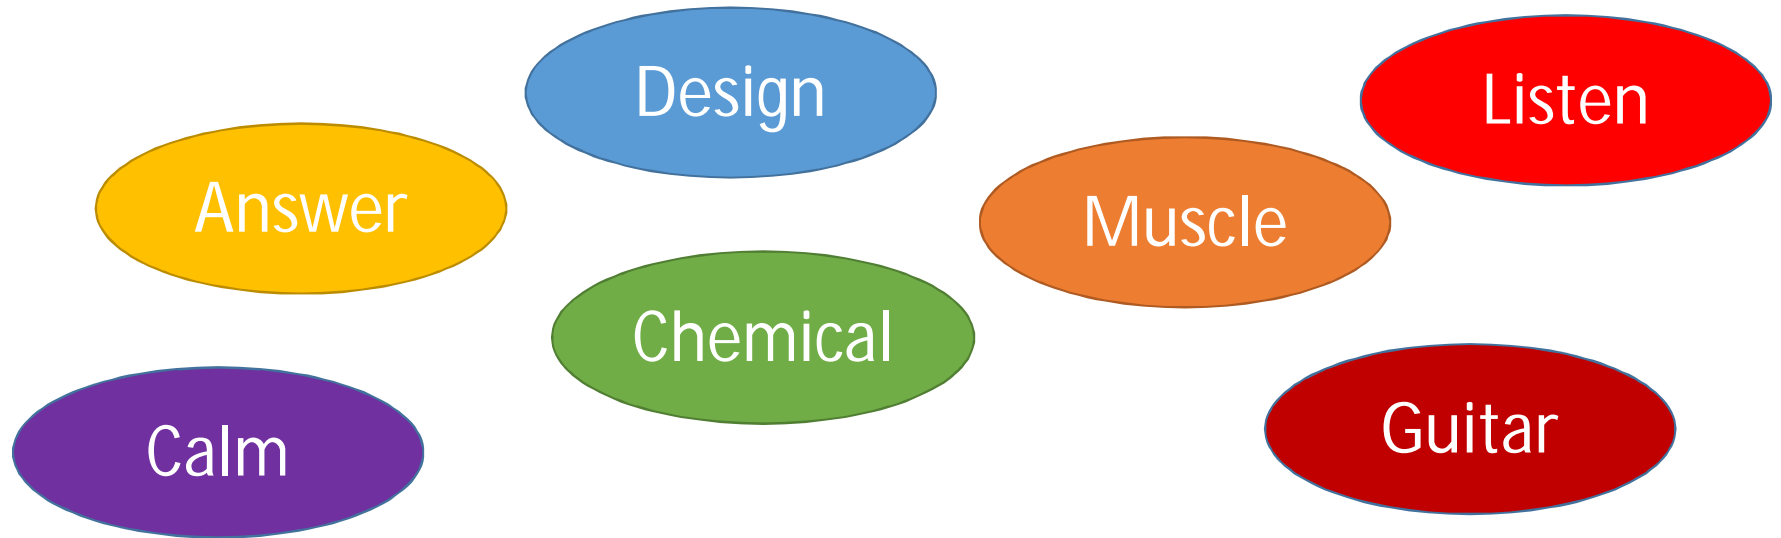 Design
Listen
Answer
Muscle
Chemical
Calm
Guitar